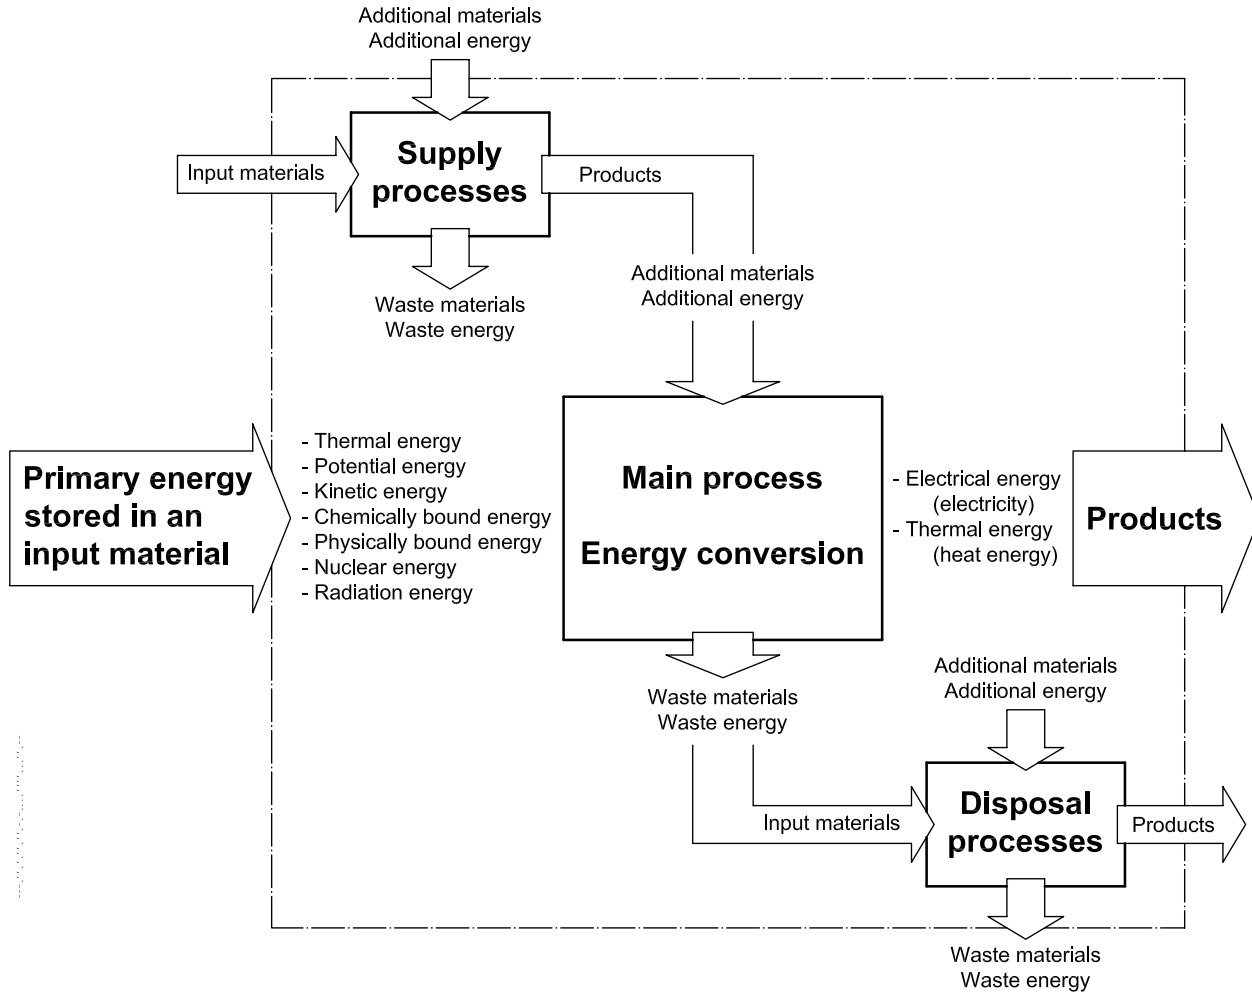 Additional materials
Additional energy
Input materials
Supply
processes
Products
Waste materials
Waste energy
Additional materials
Additional energy
Primary energy
stored in an
input material
- Thermal energy
- Potential energy
- Kinetic energy
- Chemically bound energy
- Physically bound energy
- Nuclear energy
- Radiation energy
Main process
Energy conversion
- Electrical energy
(electricity)
- Thermal energy
(heat energy)
Products
Waste materials
Waste energy
Additional materials
Additional energy
Input materials
Disposal
processes
Products
Waste materials
Waste energy